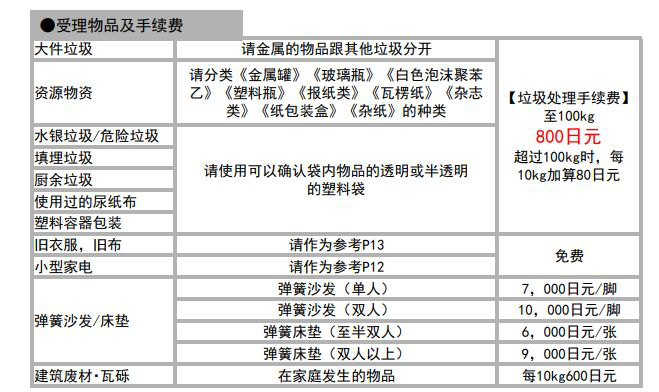 ●受理物品及手续费
大件垃圾
请金属的物品跟其他垃圾分开
资源物资
请分类《金属罐》《玻璃瓶》《白色泡沫聚苯
乙》《塑料瓶》《报纸类》《瓦楞纸》《杂志
类》《纸包装盒》《杂纸》的种类
水银垃圾/危险垃圾
填埋垃圾
厨余垃圾
使用过的尿纸布
塑料容器包装
请使用可以确认袋内物品的透明或半透明
的塑料袋
【垃圾处理手续费】
至100kg
800日元
超过100kg时，每
10kg加算80日元
旧衣服，旧布
请作为参考P13
小型家电
请作为参考P12
免费
弹簧沙发/床垫
弹簧沙发（单人）
7，000日元/脚
弹簧沙发（双人）
10，000日元/脚
弹簧床垫（至半双人）
6，000日元/张
弹簧床垫（双人以上）
9，000日元/张
建筑废材·瓦砾
在家庭发生的物品
每10kg600日元